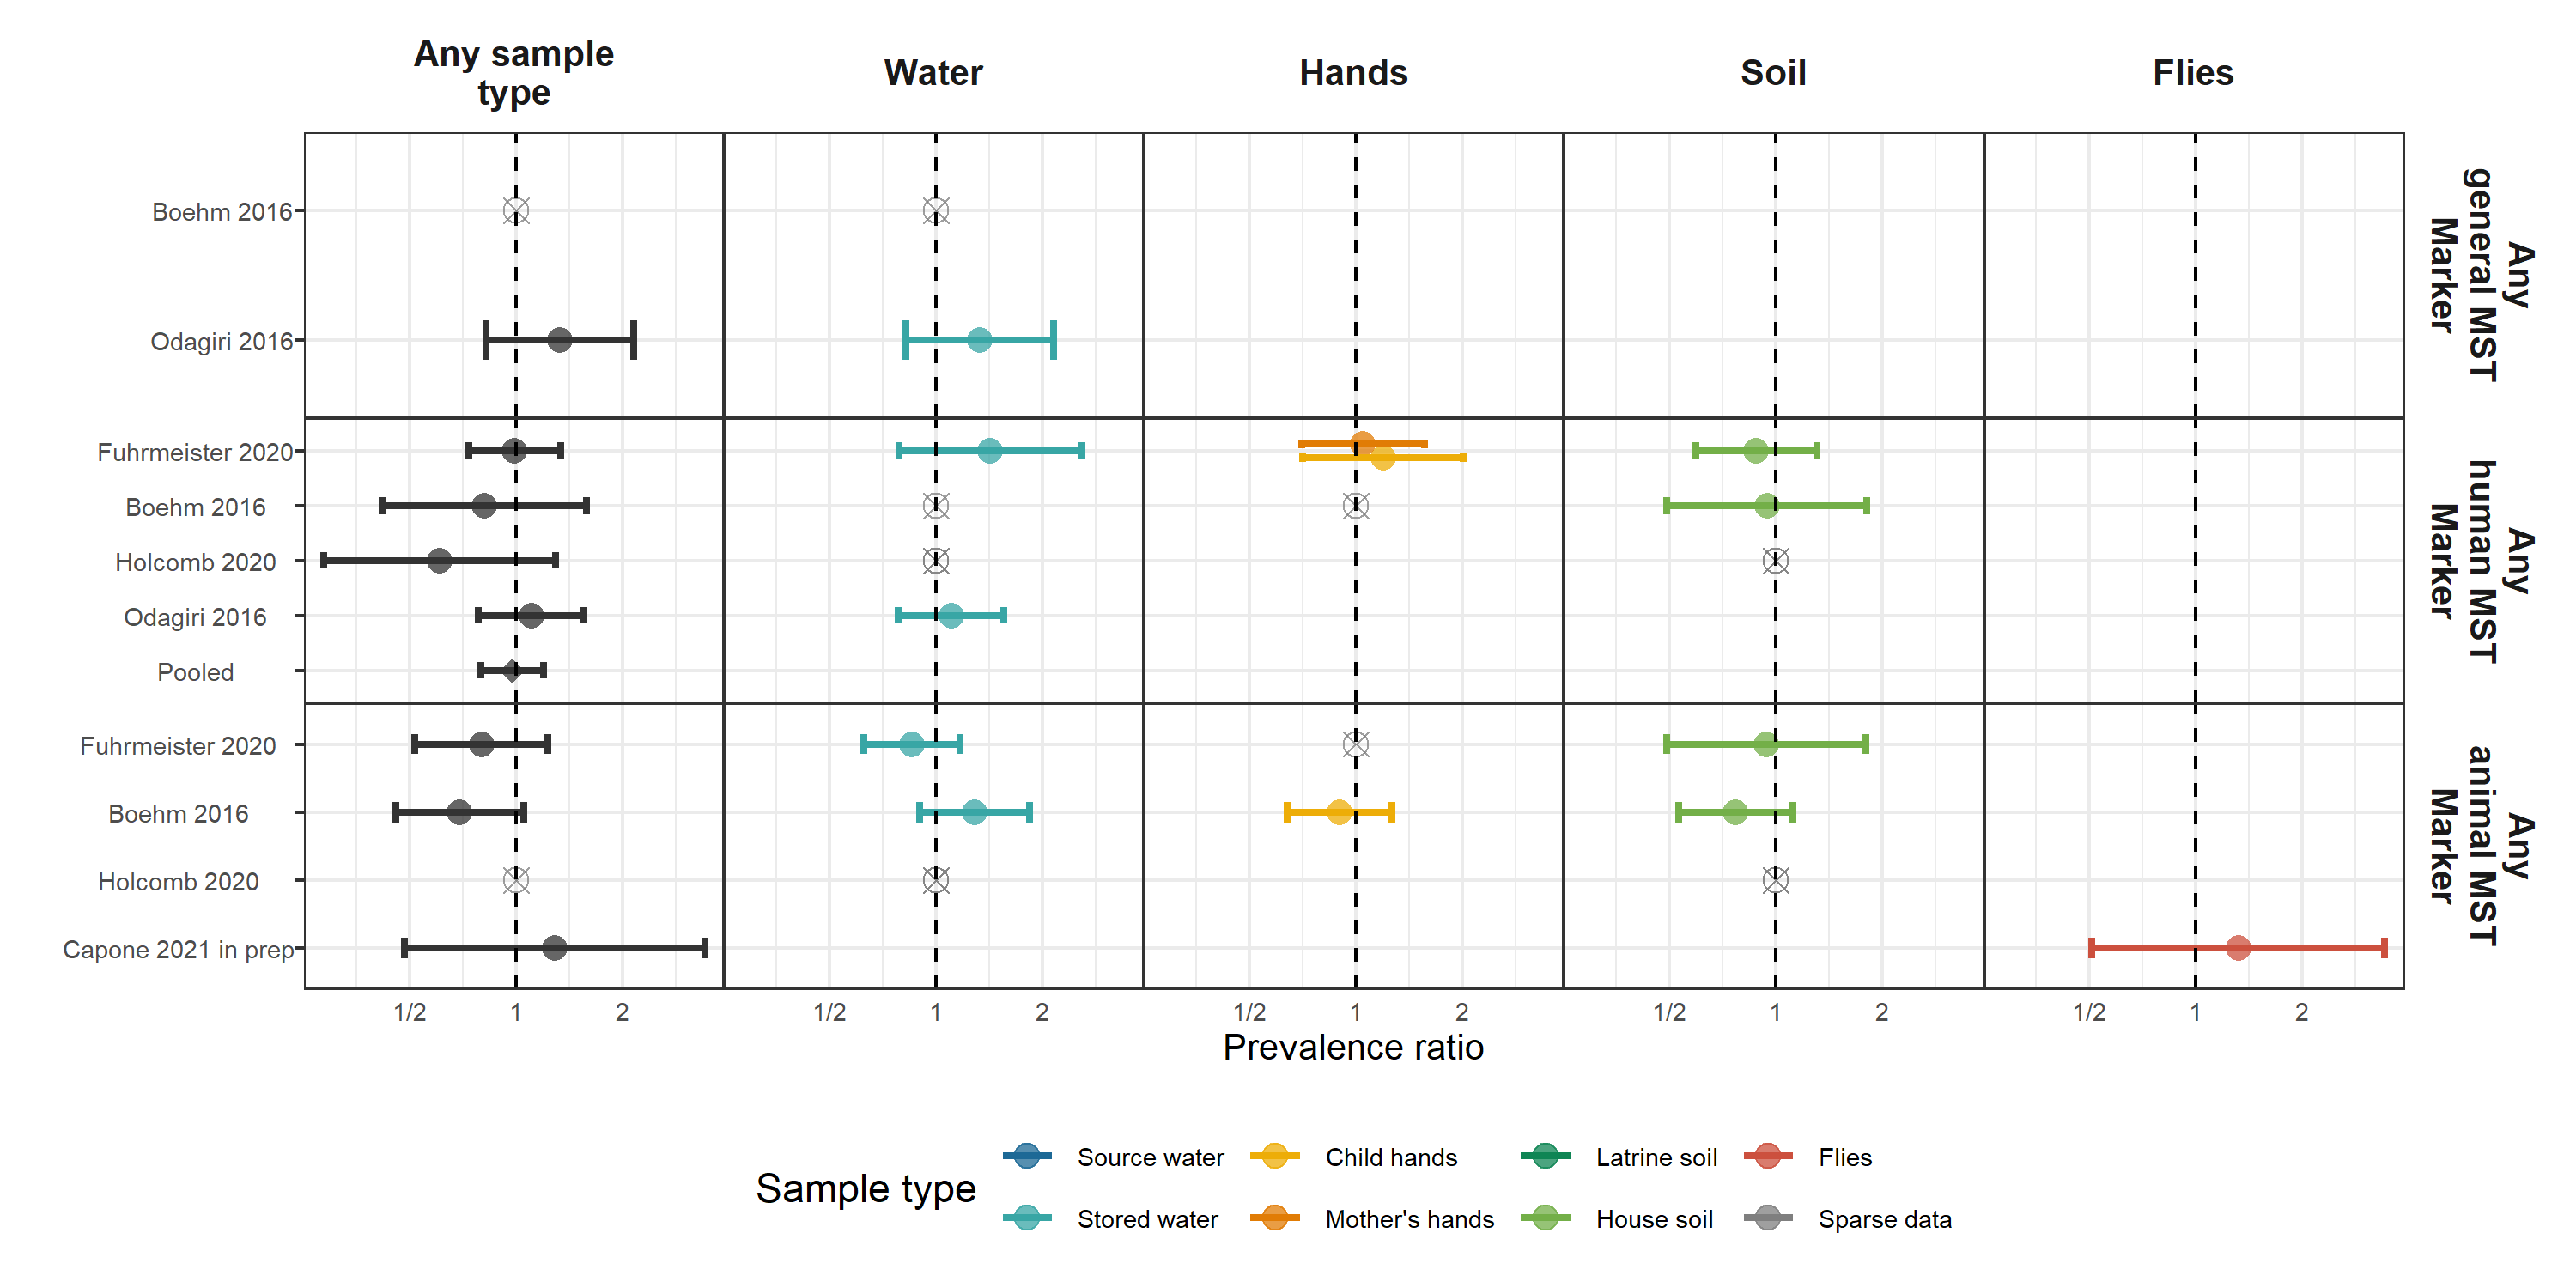 Any sample
type
Water
Hands
Soil
Flies
Boehm 2016
Odagiri 2016
Any
general MST
Marker
Fuhrmeister 2020
Boehm 2016
Holcomb 2020
Odagiri 2016
Pooled
Any
human MST
Marker
Fuhrmeister 2020
Boehm 2016
Holcomb 2020
Capone 2021 in prep
Any
animal MST
Marker
1/2 1 2 1/2 1 2 1/2 1 2 1/2 1 2 1/2 1 2
Prevalence ratio
Sample type
Source water
Child hands
Latrine soil
Flies
Stored water
Mother's hands
House soil
Sparse data